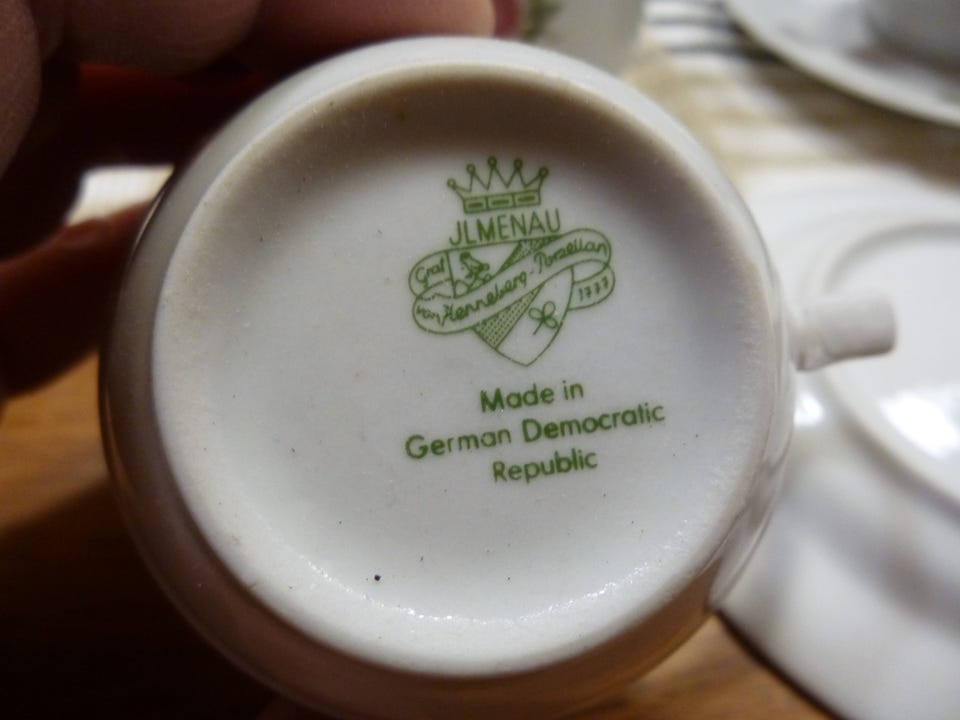 JLMENAU
Graf
von Henneberg-Porzellan
1777
Made in
German Democratic
Republic